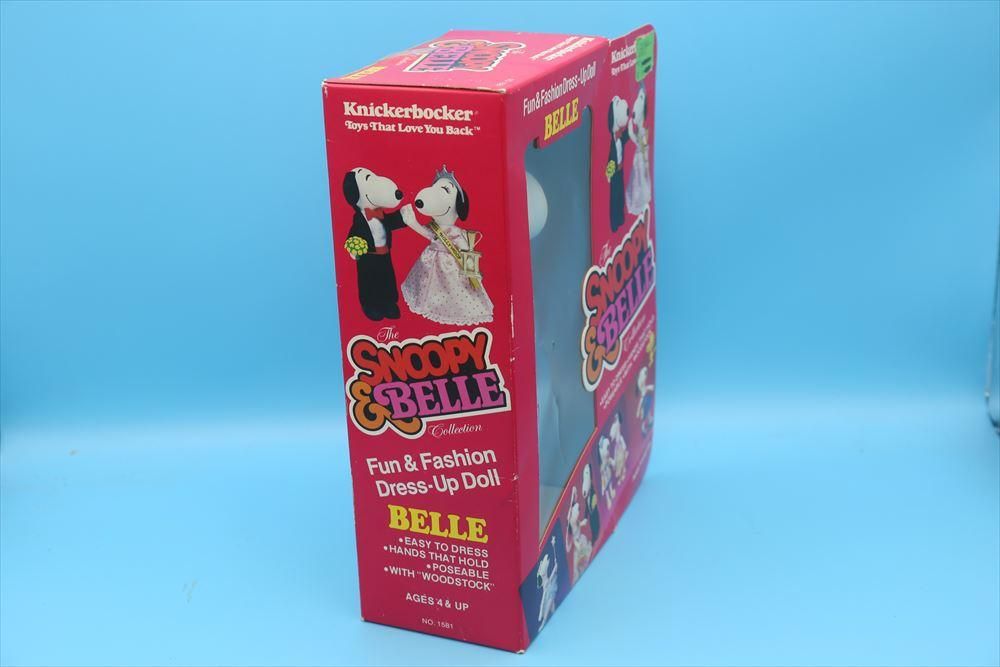 Knickerbocker®
Toys That Love You Back™
The
SNOOPY
& BELLE
Collection
Fun & Fashion
Dress-Up Doll
BELLE
•EASY TO DRESS
•HANDS THAT HOLD
•POSEABLE
•WITH "WOODSTOCK"
AGES 4 & UP
NO. 1581
Fun & Fashion Dress-Up Doll
BELLE
The
SNOOPY
& BELLE
Collection
BELLE
Knickerbocker